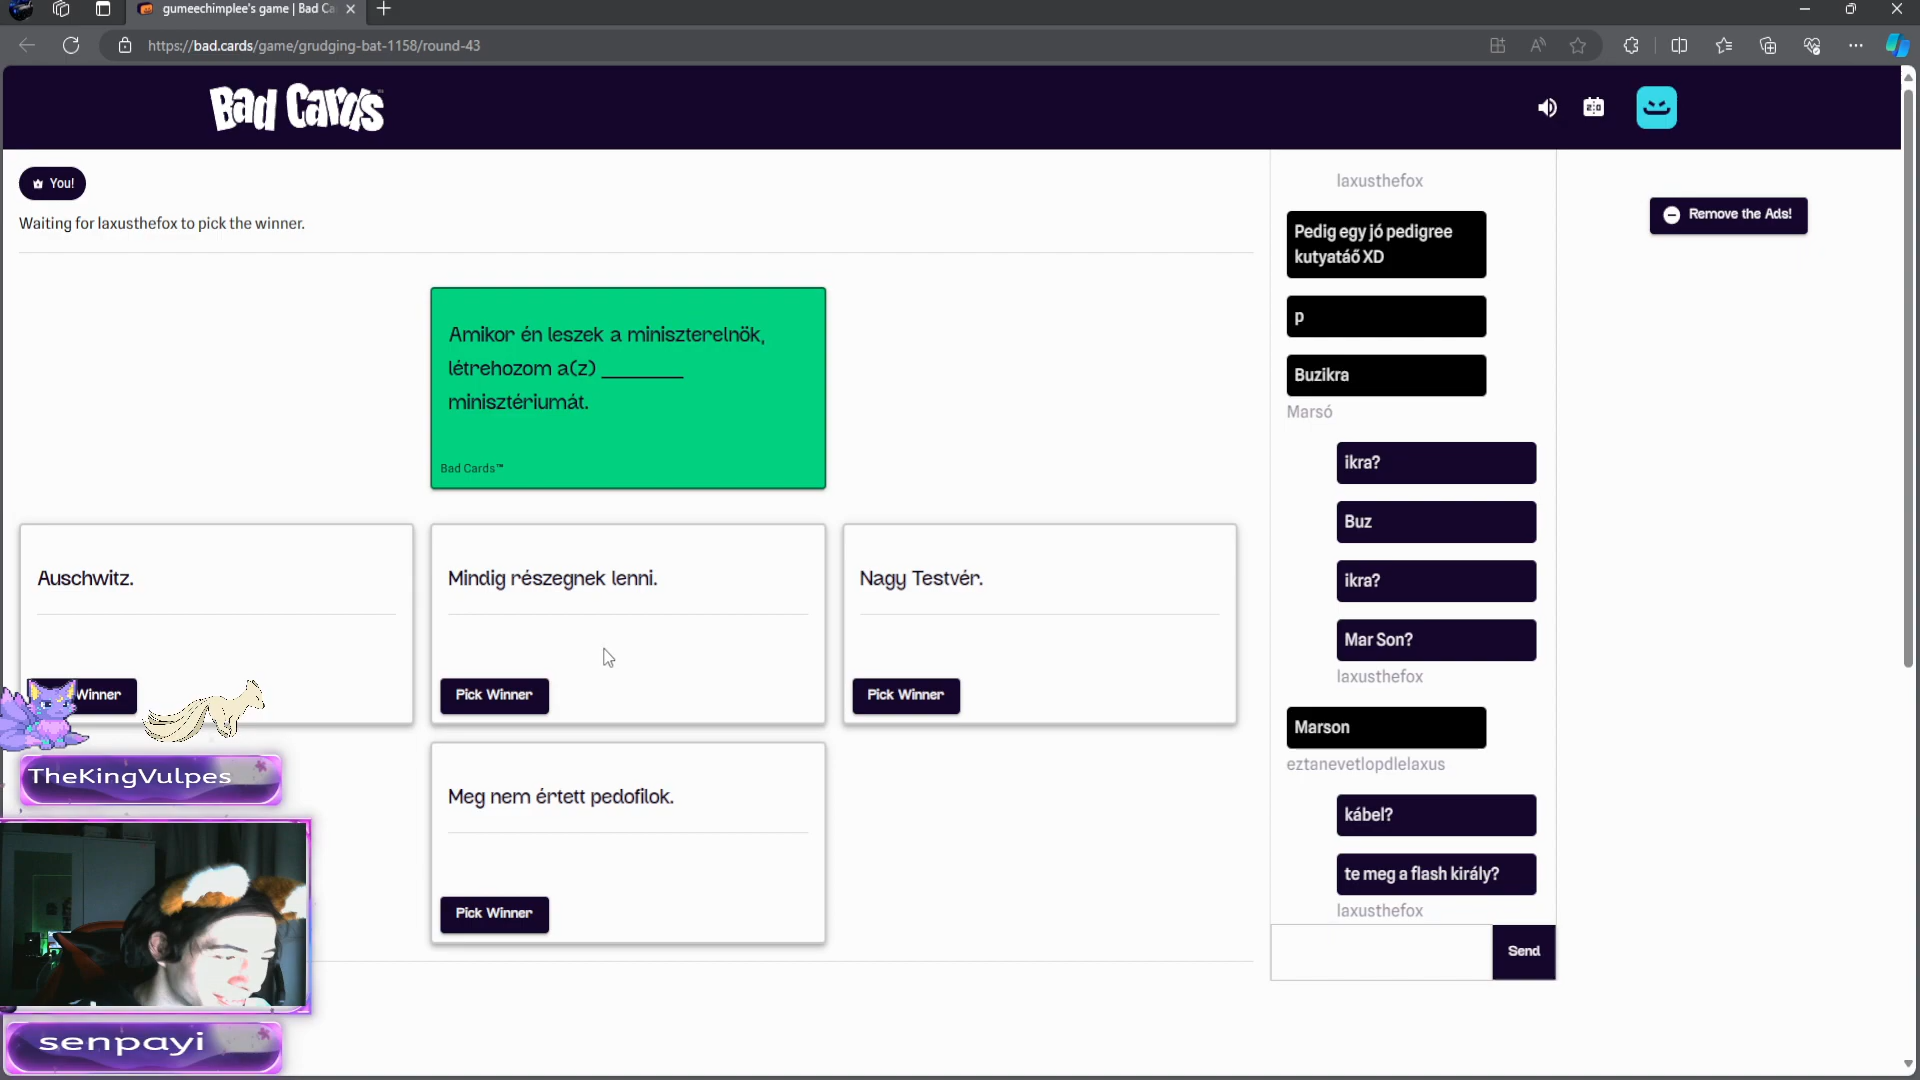 gumeechimplee's game | Bad Ca
https://bad.cards/game/grudging-bat-1158/round-43
Bad Cards
You!
Waiting for laxusthefox to pick the winner.
Remove the Ads!
Amikor én leszek a miniszterelnök,
létrehozom a(z) ________
minisztériumát.
Bad Cards™
Auschwitz.
Winner
Mindig részegnek lenni.
Pick Winner
Nagy Testvér.
Pick Winner
Meg nem értett pedofilok.
Pick Winner
TheKingVulpes
senpayi
laxusthefox
Pedig egy jó pedigree
kutyatáő XD
p
Buzikra
Marsó
ikra?
Buz
ikra?
Mar Son?
laxusthefox
Marson
eztanevetlopdlelaxus
kábel?
te meg a flash király?
laxusthefox
Send